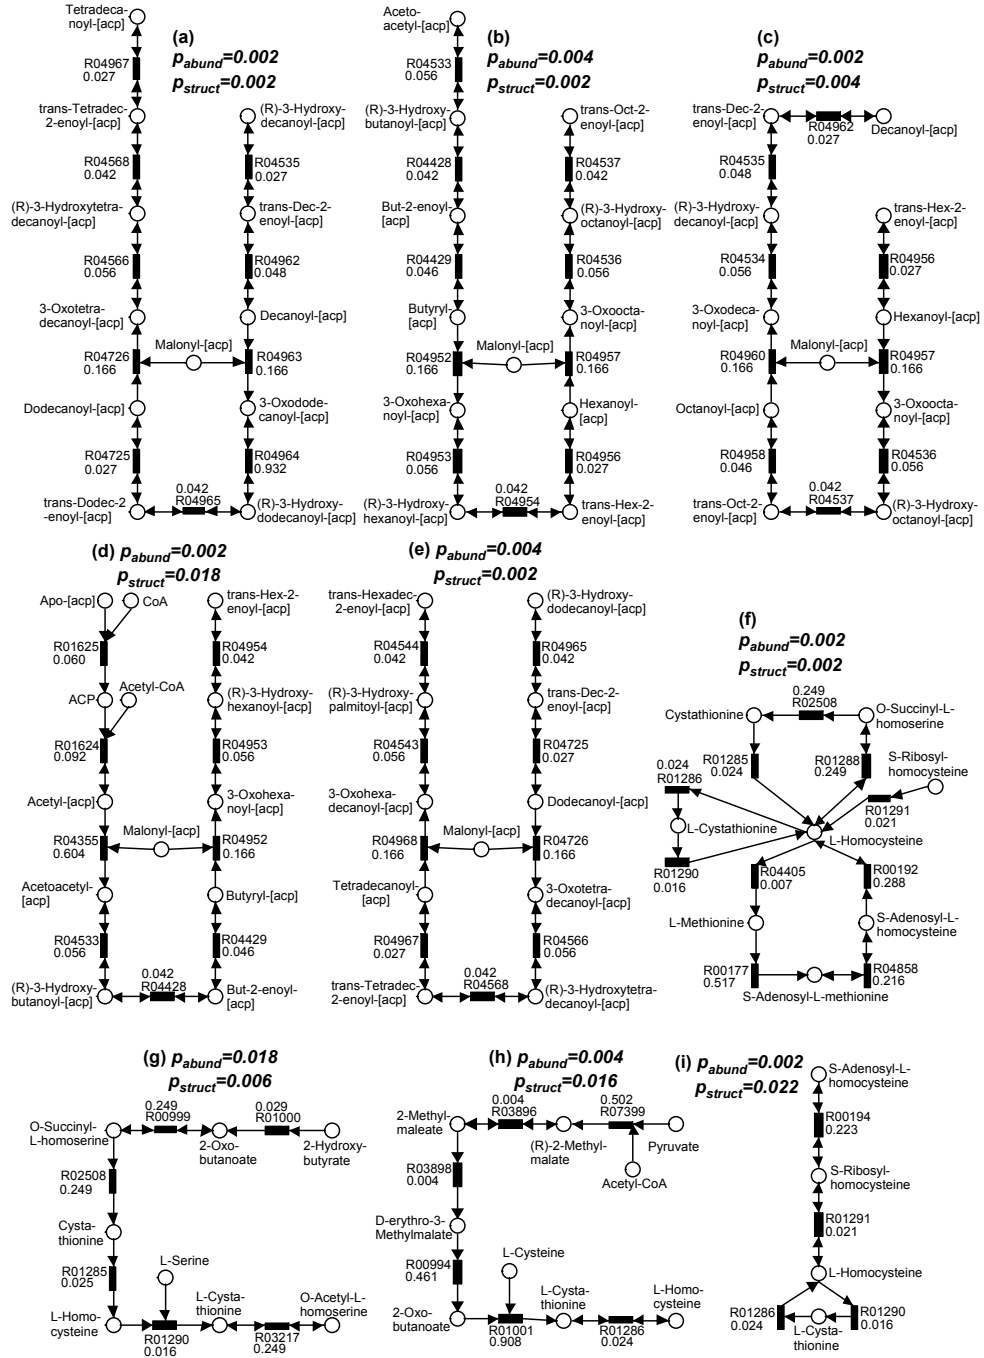 (a)
p_abund=0.002
p_struct=0.002
Tetradeca-
noyl-[acp]
R04967
0.027
trans-Tetradec-
2-enoyl-[acp]
R04568
0.042
(R)-3-Hydroxytetra-
decanoyl-[acp]
R04566
0.056
3-Oxotetra-
decanoyl-[acp]
R04726
0.166
Malonyl-[acp]
Dodecanoyl-[acp]
R04725
0.027
trans-Dodec-2
-enoyl-[acp]
0.042
R04965
(R)-3-Hydroxy-
decanoyl-[acp]
R04535
0.027
trans-Dec-2-
enoyl-[acp]
R04962
0.048
Decanoyl-[acp]
R04963
0.166
3-Oxodode-
canoyl-[acp]
R04964
0.932
(R)-3-Hydroxy-
dodecanoyl-[acp]
(b)
p_abund=0.004
p_struct=0.002
Aceto-
acetyl-[acp]
R04533
0.056
(R)-3-Hydroxy-
butanoyl-[acp]
R04428
0.046
But-2-enoyl-
[acp]
R04429
0.046
Butyryl-
[acp]
R04952
0.166
Malonyl-[acp]
3-Oxohexa-
noyl-[acp]
R04953
0.056
(R)-3-Hydroxy-
hexanoyl-[acp]
0.042
R04954
trans-Oct-2-
enoyl-[acp]
R04537
0.042
(R)-3-Hydroxy-
octanoyl-[acp]
R04536
0.056
3-Oxoocta-
noyl-[acp]
R04957
0.166
Hexanoyl-
[acp]
R04956
0.027
trans-Hex-2-
enoyl-[acp]
(c)
p_abund=0.002
p_struct=0.004
trans-Dec-2-
enoyl-[acp]
R04962
0.027
Decanoyl-[acp]
R04535
0.048
(R)-3-Hydroxy-
decanoyl-[acp]
R04534
0.056
3-Oxodeca-
noyl-[acp]
R04960
0.166
Malonyl-[acp]
Octanoyl-[acp]
R04958
0.046
trans-Oct-2-
enoyl-[acp]
0.042
R04537
trans-Hex-2-
enoyl-[acp]
R04956
0.027
Hexanoyl-
[acp]
R04957
0.166
3-Oxoocta-
noyl-[acp]
R04536
0.056
(R)-3-Hydroxy-
octanoyl-[acp]
(d) p_abund=0.002
p_struct=0.018
Apo-[acp]
CoA
R01625
0.060
ACP
Acetyl-CoA
R01624
0.092
Acetyl-[acp]
R04355
0.604
Malonyl-[acp]
Acetoacetyl-
[acp]
R04533
0.056
(R)-3-Hydroxy-
butanoyl-[acp]
0.042
R04428
trans-Hex-2-
enoyl-[acp]
R04954
0.042
(R)-3-Hydroxy-
hexanoyl-[acp]
R04953
0.056
3-Oxohexa-
noyl-[acp]
R04952
0.166
Butyryl-[acp]
R04429
0.046
But-2-enoyl-
[acp]
(e) p_abund=0.004
p_struct=0.002
trans-Hexadec-
2-enoyl-[acp]
R04544
0.042
(R)-3-Hydroxy-
palmitoyl-[acp]
R04543
0.056
3-Oxohexa-
decanoyl-[acp]
R04968
0.166
Malonyl-[acp]
Tetradecanoyl-
[acp]
R04967
0.027
trans-Tetradec-
2-enoyl-[acp]
0.042
R04568
(R)-3-Hydroxy-
dodecanoyl-[acp]
R04965
0.042
trans-Dec-2-
enoyl-[acp]
R04725
0.027
Dodecanoyl-[acp]
R04726
0.166
3-Oxotetra-
decanoyl-[acp]
R04566
0.056
(R)-3-Hydroxytetra-
decanoyl-[acp]
(f)
p_abund=0.002
p_struct=0.002
0.249
R02508
Cystathionine
O-Succinyl-L-
homoserine
R01285
0.024
R01288
0.249
S-Ribosyl-
homocysteine
0.024
R01286
R01291
0.021
L-Cystathionine
L-Homocysteine
R01290
0.016
R04405
0.007
R00192
0.288
L-Methionine
S-Adenosyl-L-
homocysteine
R00177
0.517
R04858
0.216
S-Adenosyl-L-methionine
(g) p_abund=0.018
p_struct=0.006
O-Succinyl-
L-homoserine
0.249
R00999
2-Oxo-
butanoate
0.029
R01000
2-Hydroxy-
butyrate
R02508
0.249
Cysta-
thionine
R01285
0.025
L-Homo-
cysteine
L-Serine
R01290
0.016
L-Cysta-
thionine
R03217
0.249
O-Acetyl-L-
homoserine
(h) p_abund=0.004
p_struct=0.016
2-Methyl-
maleate
0.004
R03896
(R)-2-Methyl-
malate
0.502
R07399
Pyruvate
Acetyl-CoA
R03898
0.004
D-erythro-3-
Methylmalate
R00994
0.461
2-Oxo-
butanoate
L-Cysteine
R01001
0.908
L-Cysta-
thionine
R01286
0.024
L-Homo-
cysteine
(i) p_abund=0.002
p_struct=0.022
S-Adenosyl-L-
homocysteine
R00194
0.223
S-Ribosyl-
homocysteine
R01291
0.021
L-Homocysteine
R01286
0.024
L-Cysta-
thionine
R01290
0.016